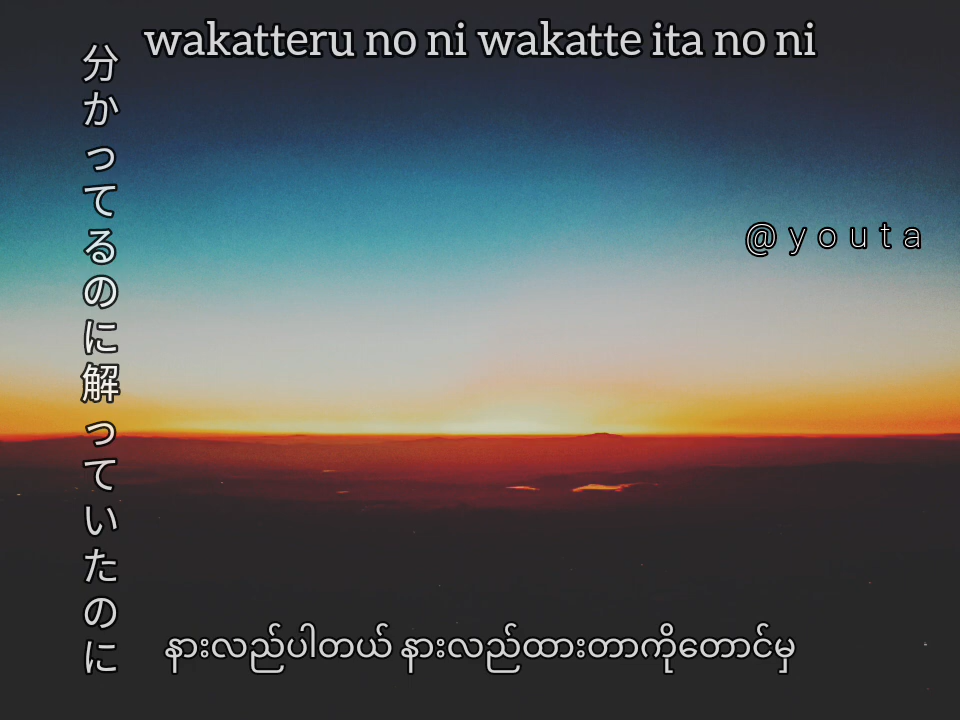 wakatteru no ni wakatte ita no ni
分かってるのに解っていたのに
@youta
နားလည်ပါတယ် နားလည်ထားတာကိုတောင်မှ